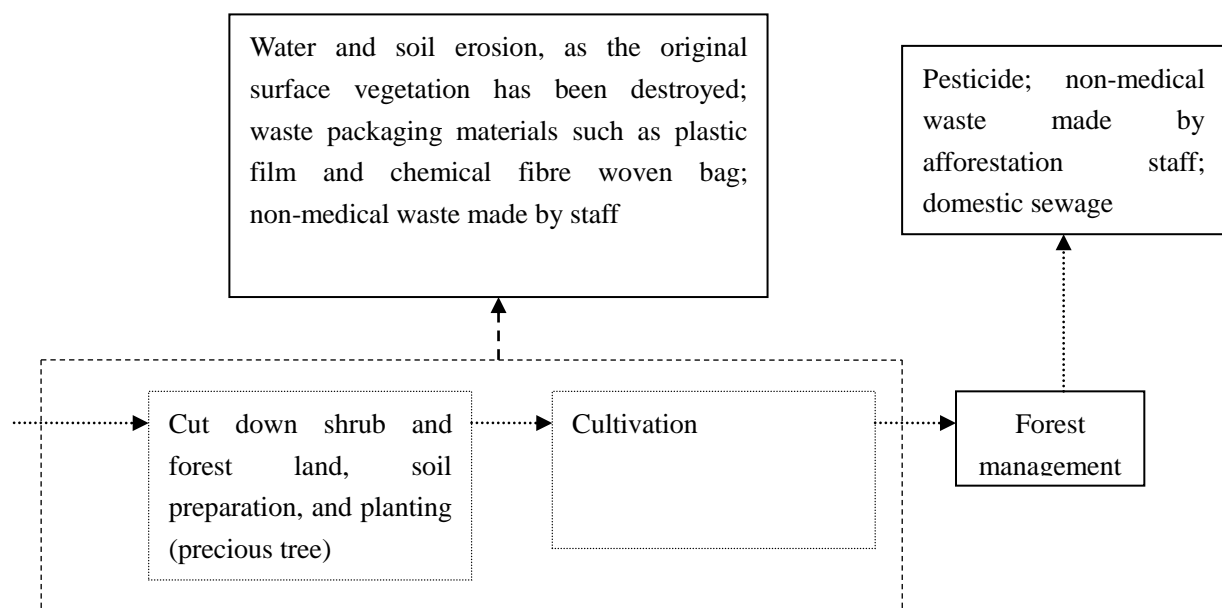 Water and soil erosion, as the original
surface vegetation has been destroyed;
waste packaging materials such as plastic
film and chemical fibre woven bag;
non-medical waste made by staff
Pesticide; non-medical
waste made by
afforestation staff;
domestic sewage
Cut down shrub and
forest land, soil
preparation, and planting
(precious tree)
Cultivation
Forest
management